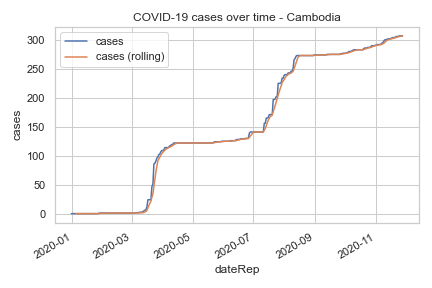 COVID-19 cases over time - Cambodia
cases
cases (rolling)
300
250
200
150
100
50
0
cases
2020-01
2020-03
2020-05
2020-07
2020-09
2020-11
dateRep